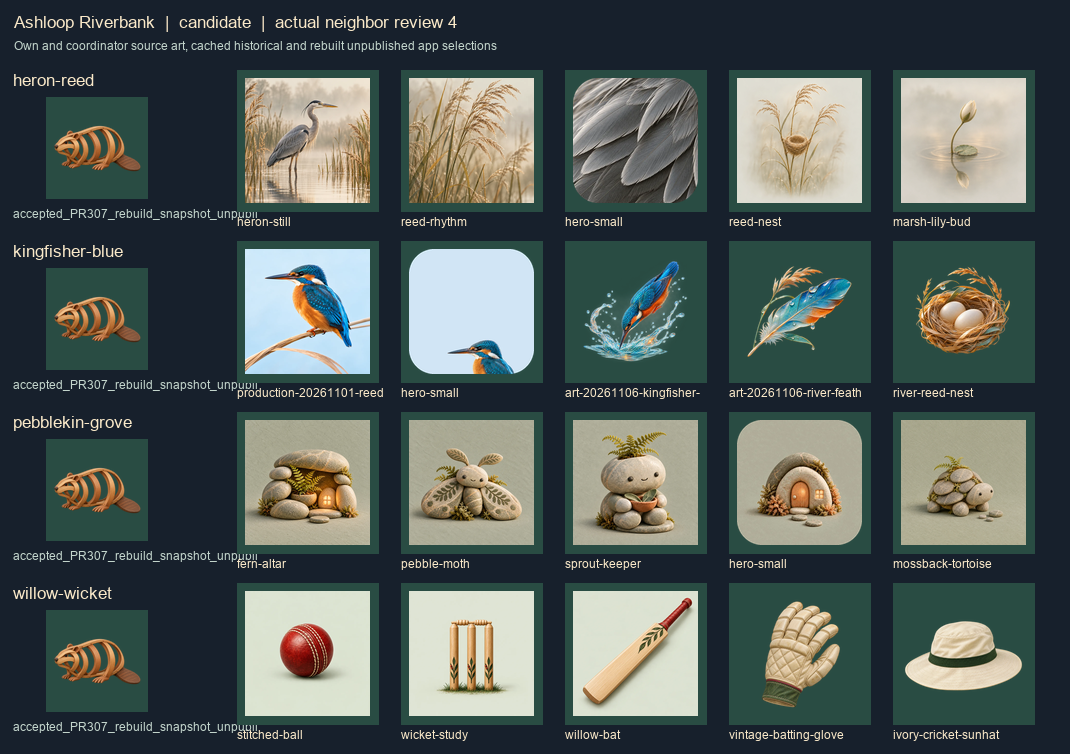 Ashloop Riverbank | candidate | actual neighbor review 4
Own and coordinator source art, cached historical and rebuilt unpublished app selections
heron-reed
accepted_PR307_rebuild_snapshot_unpubli
heron-still
reed-rhythm
hero-small
reed-nest
marsh-lily-bud
kingfisher-blue
accepted_PR307_rebuild_snapshot_unpubli
production-20261101-reed
hero-small
art-20261106-kingfisher-
art-20261106-river-feath
river-reed-nest
pebblekin-grove
accepted_PR307_rebuild_snapshot_unpubli
fern-altar
pebble-moth
sprout-keeper
hero-small
mossback-tortoise
willow-wicket
accepted_PR307_rebuild_snapshot_unpubli
stitched-ball
wicket-study
willow-bat
vintage-batting-glove
ivory-cricket-sunhat